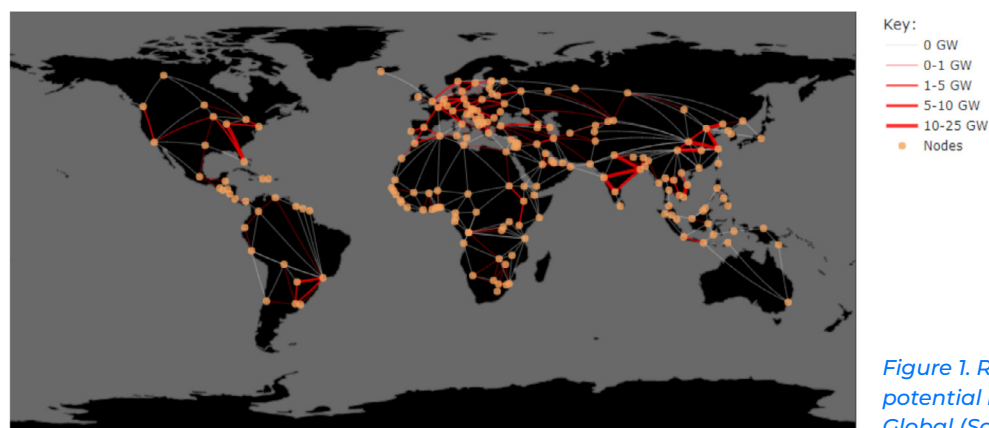 Key:
0 GW
0-1 GW
1-5 GW
5-10 GW
10-25 GW
Nodes
Figure 1.
potential
Global